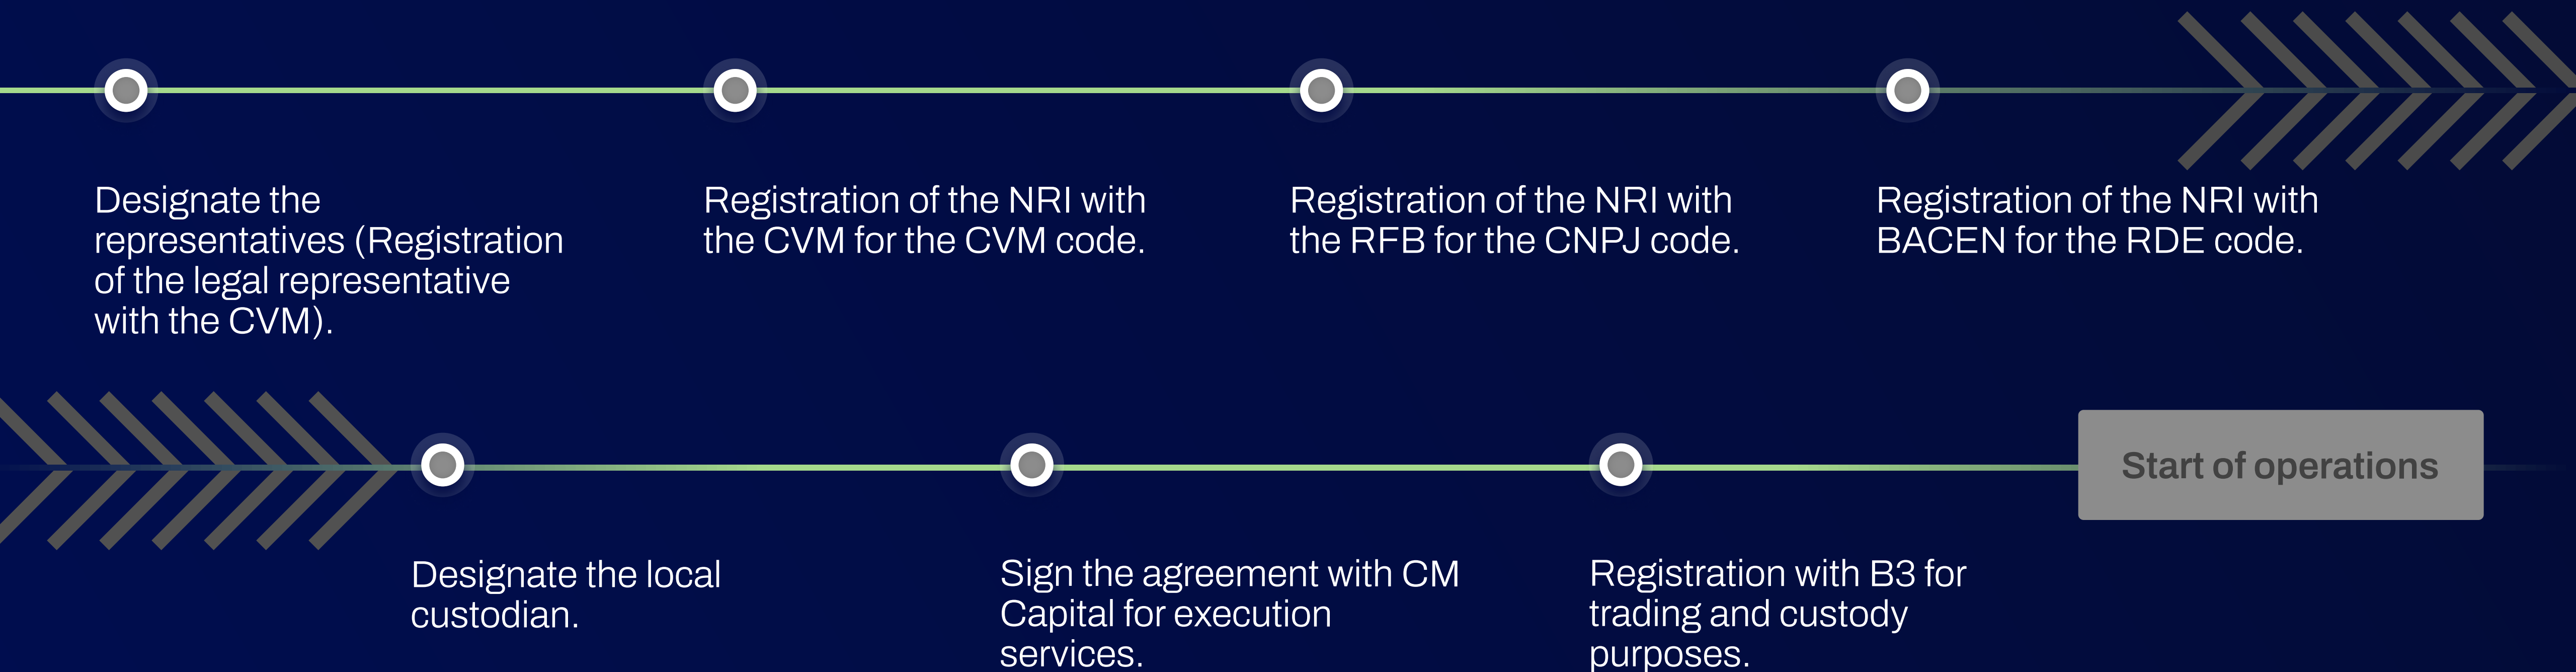 Designate the
representatives (Registration
of the legal representative
with the CVM).
Registration of the NRI with
the CVM for the CVM code.
Registration of the NRI with
the RFB for the CNPJ code.
Registration of the NRI with
BACEN for the RDE code.
Designate the local
custodian.
Sign the agreement with CM
Capital for execution
services.
Registration with B3 for
trading and custody
purposes.
Start of operations